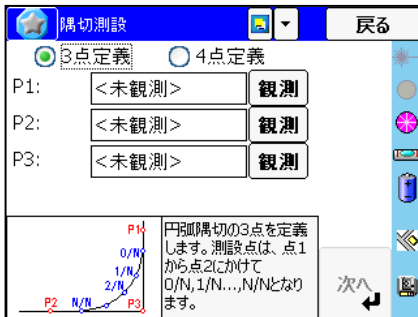 隅切測設
戻る
3点定義
4点定義
P1: <未観測> 観測
P2: <未観測> 観測
P3: <未観測> 観測
P1
0/N
1/N
2/N
P2 N/N P3
円弧隅切の3点を定義
します。測設点は、点1
から点2にかけて
0/N,1/N...,N/Nとなり
ます。
次へ